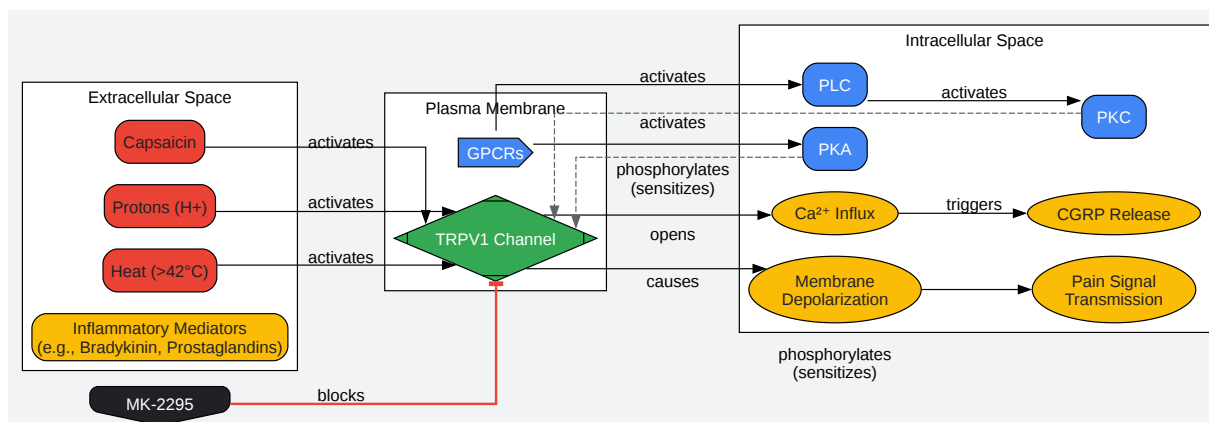 Extracellular Space
Capsaicin
Protons (H+)
Heat (>42°C)
Inflammatory Mediators
(e.g., Bradykinin, Prostaglandins)
MK-2295
activates
activates
activates
blocks
Plasma Membrane
GPCRs
TRPV1 Channel
activates
activates
phosphorylates
(sensitizes)
opens
causes
Intracellular Space
PLC
activates
PKC
PKA
Ca²⁺ Influx
triggers
CGRP Release
Membrane
Depolarization
Pain Signal
Transmission
phosphorylates
(sensitizes)